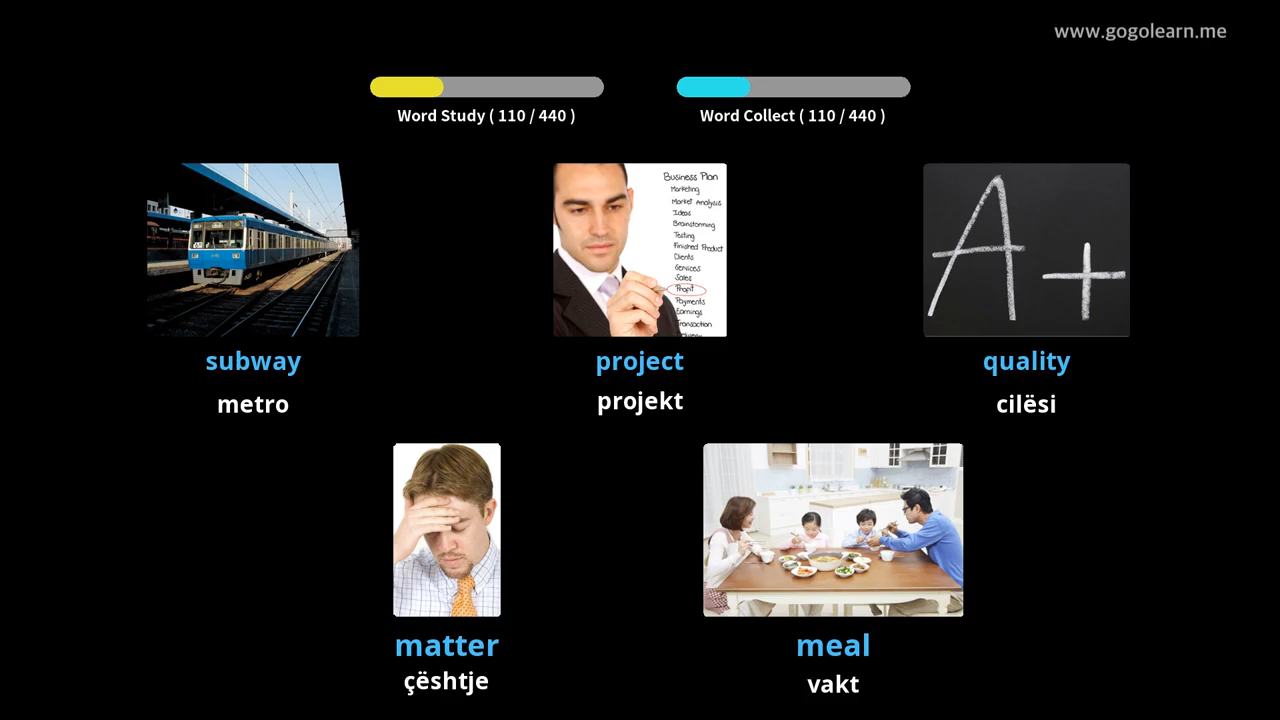 www.gogolearn.me
Word Study ( 110 / 440 )
Word Collect ( 110 / 440 )
Business Plan
Marketing
Market Analysis
Ideas
Brainstorming
Testing
Finished Product
Clients
Services
Sales
Profit
Payments
Earnings
Transaction
A+
subway
project
quality
metro
projekt
cilësi
matter
meal
çështje
vakt